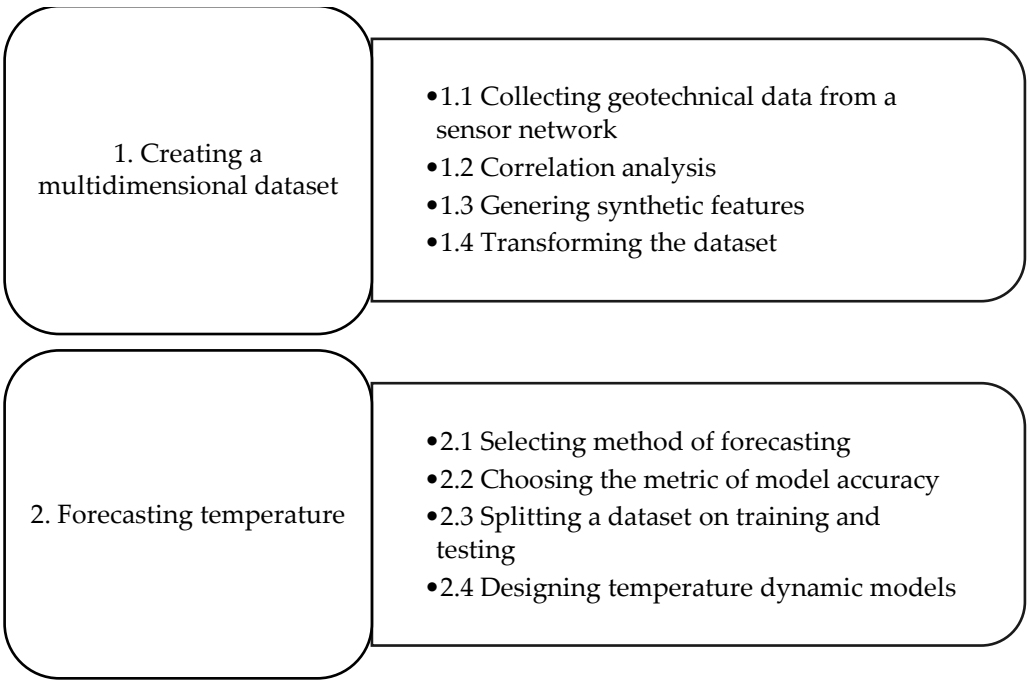 1. Creating a
multidimensional dataset
•1.1 Collecting geotechnical data from a
sensor network
•1.2 Correlation analysis
•1.3 Genering synthetic features
•1.4 Transforming the dataset
2. Forecasting temperature
•2.1 Selecting method of forecasting
•2.2 Choosing the metric of model accuracy
•2.3 Splitting a dataset on training and
testing
•2.4 Designing temperature dynamic models